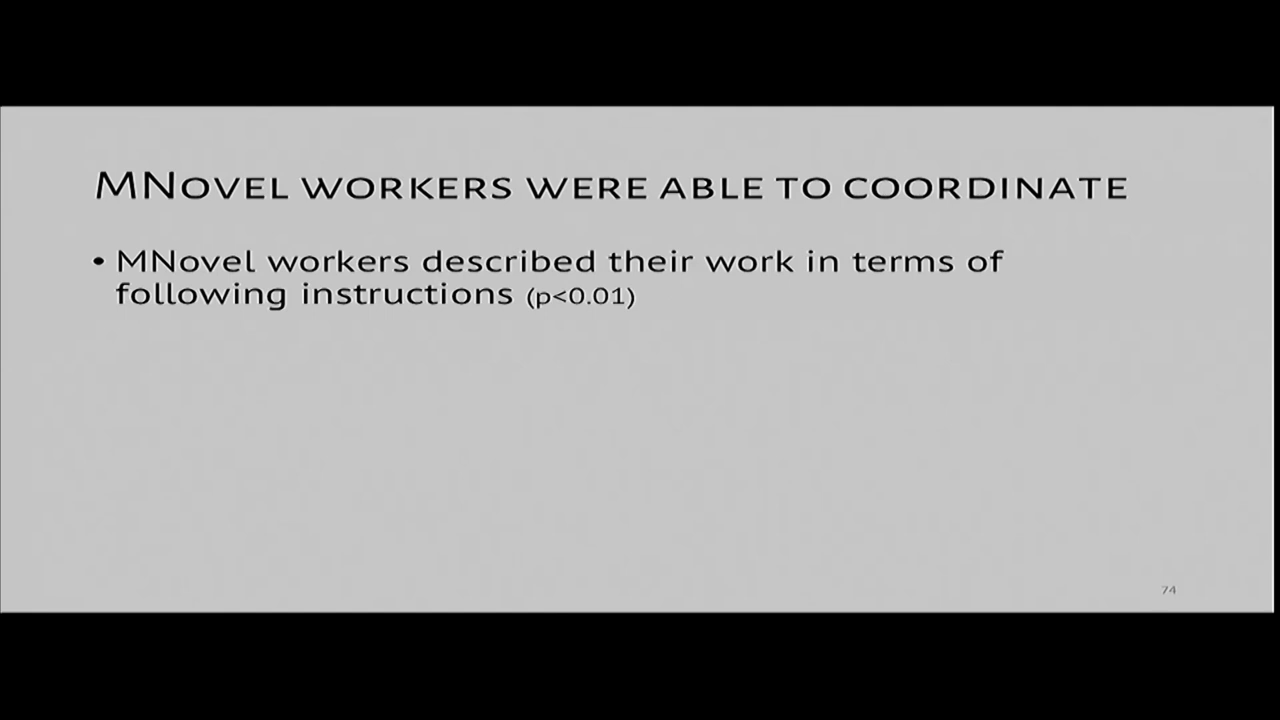 MNOVEL WORKERS WERE ABLE TO COORDINATE
• MNovel workers described their work in terms of
following instructions (p<0.01)
74